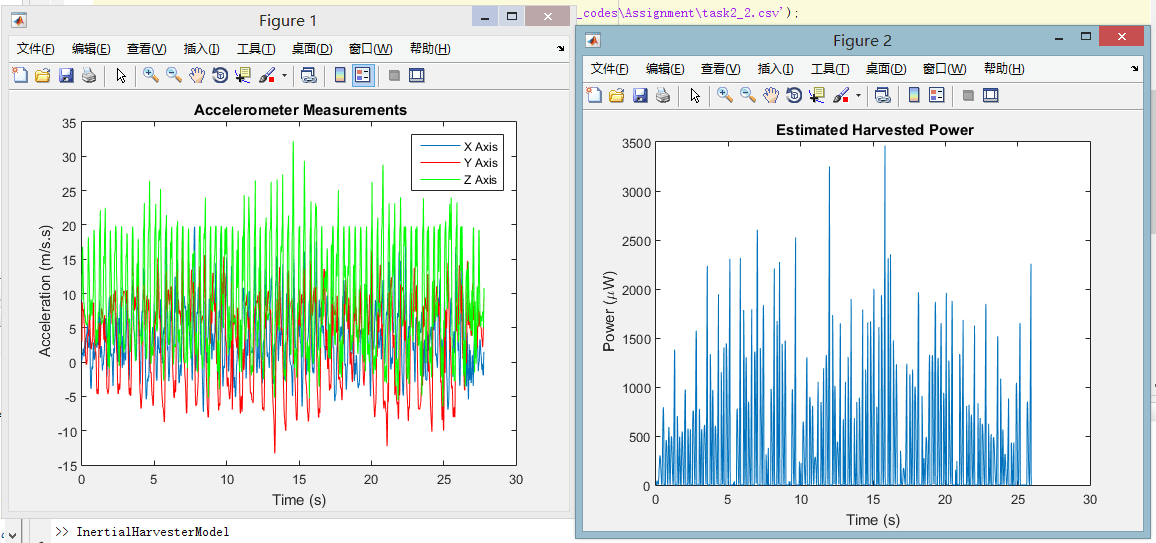 Figure 1
_codes\Assignment\task2_2.csv');
文件(F) 编辑(E) 查看(V) 插入(I) 工具(T) 桌面(D) 窗口(W) 帮助(H)
Accelerometer Measurements
35
30
25
20
15
10
5
0
-5
-10
-15
Acceleration (m/s.s)
X Axis
Y Axis
Z Axis
0 5 10 15 20 25 30
Time (s)
Figure 2
文件(F) 编辑(E) 查看(V) 插入(I) 工具(T) 桌面(D) 窗口(W) 帮助(H)
Estimated Harvested Power
3500
3000
2500
2000
1500
1000
500
0
Power (μW)
0 5 10 15 20 25 30
Time (s)
>> InertialHarvesterModel